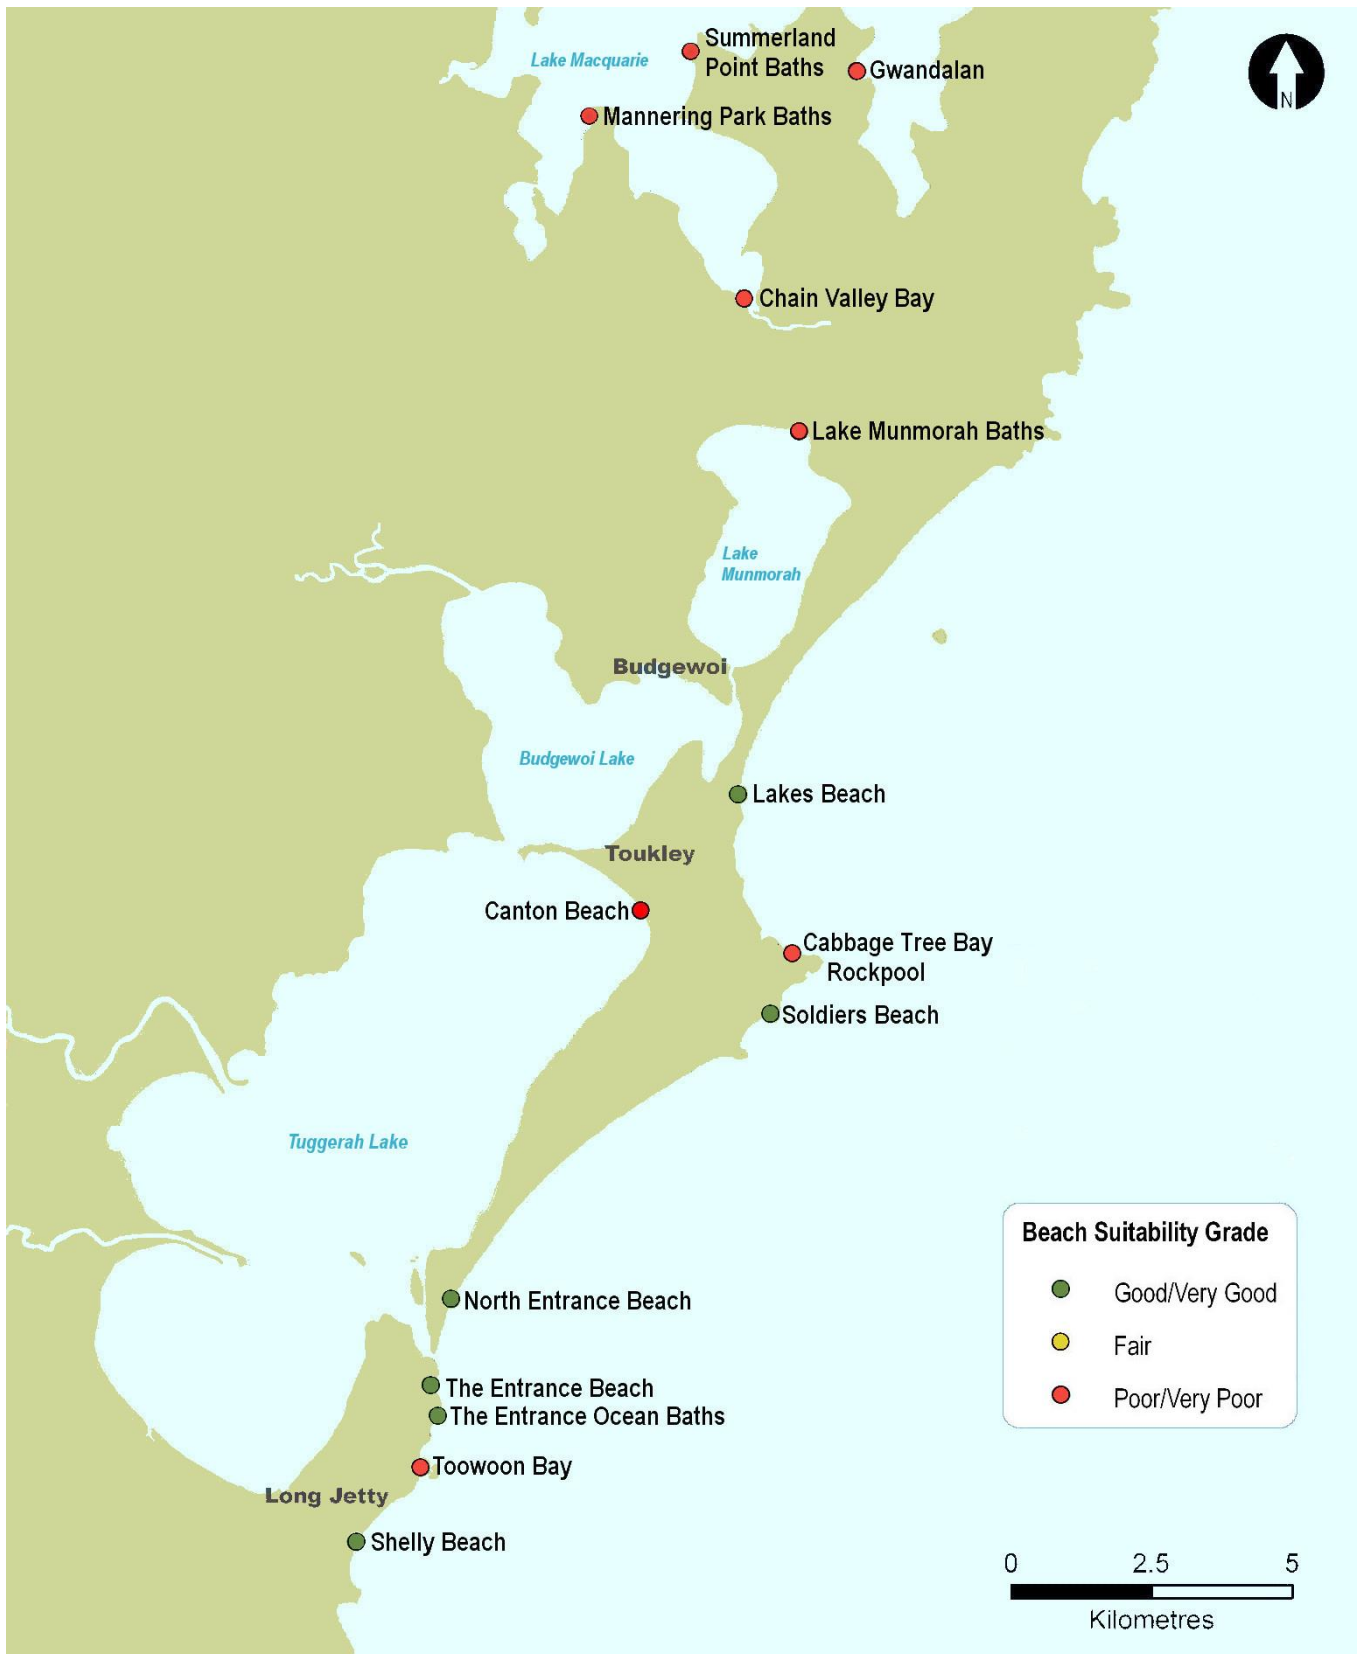 Summerland
Point Baths
Lake Macquarie
Gwandalan
N
Mannering Park Baths
Chain Valley Bay
Lake Munmorah Baths
Lake
Munmorah
Budgewoi
Budgewoi Lake
Lakes Beach
Toukley
Canton Beach
Cabbage Tree Bay
Rockpool
Soldiers Beach
Tuggerah Lake
North Entrance Beach
The Entrance Beach
The Entrance Ocean Baths
Toowoon Bay
Long Jetty
Shelly Beach
Beach Suitability Grade
Good/Very Good
Fair
Poor/Very Poor
0 2.5 5
Kilometres